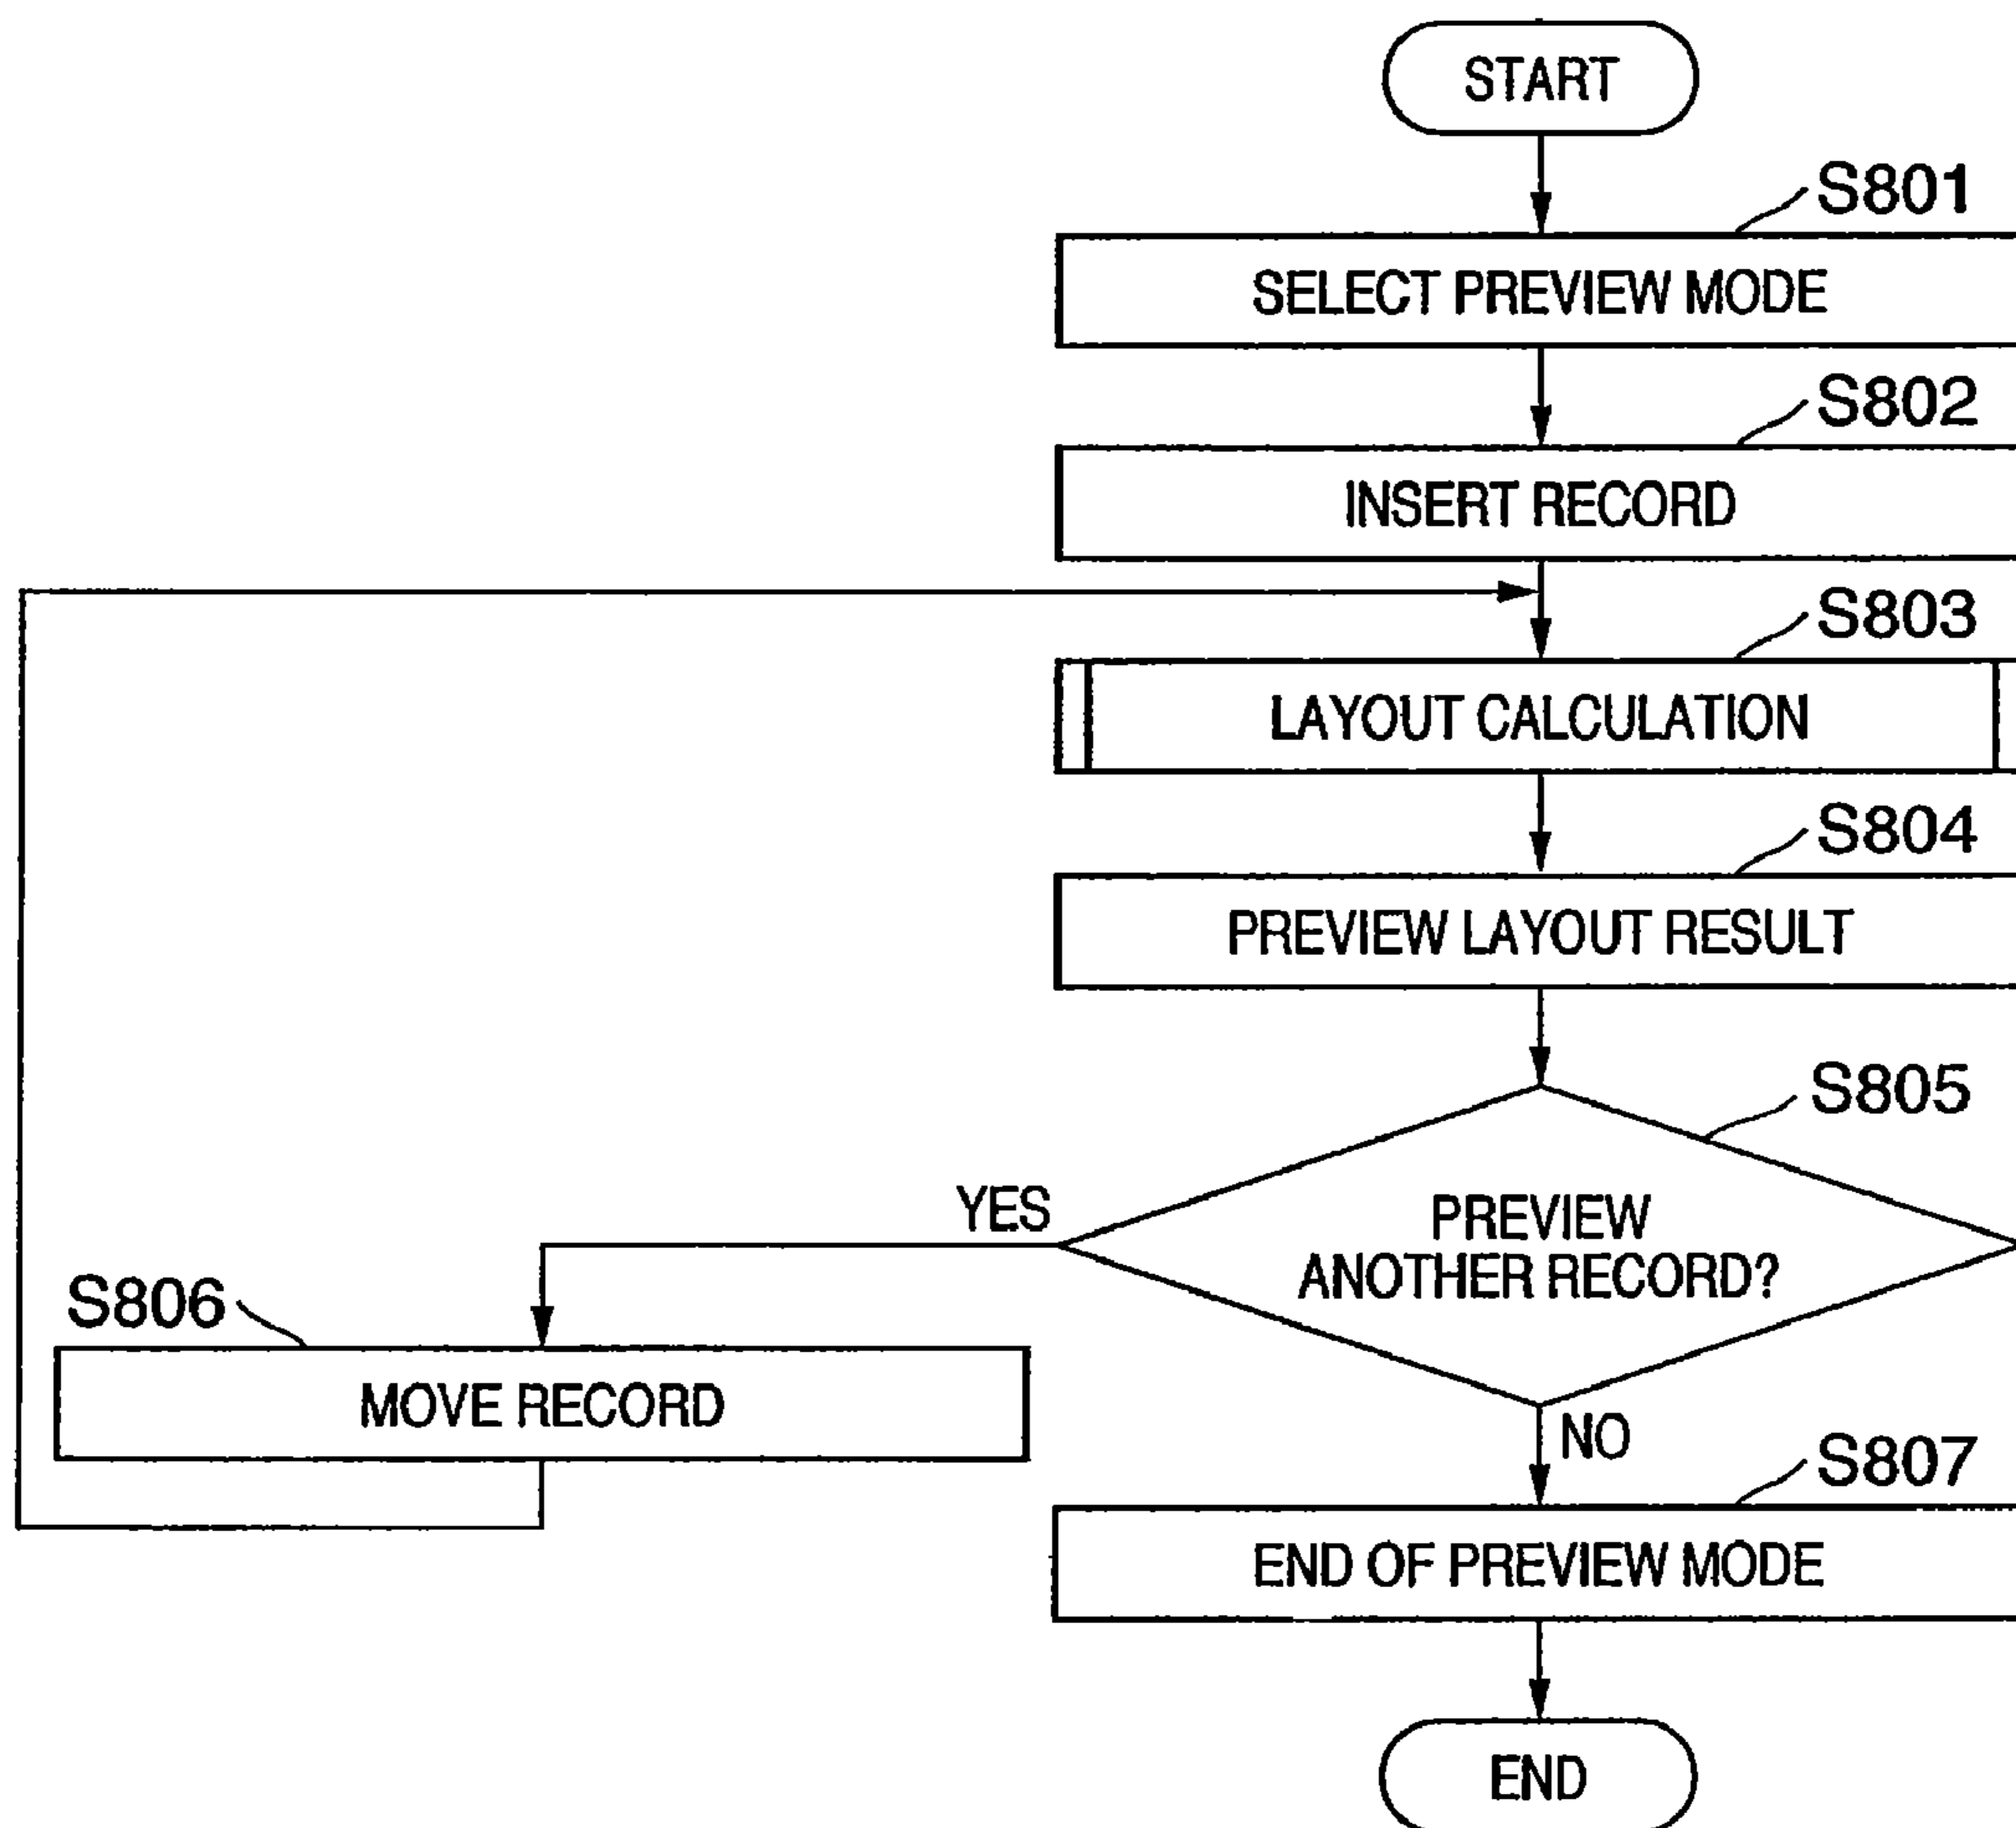 START
S801
SELECT PREVIEW MODE
S802
INSERT RECORD
S803
LAYOUT CALCULATION
S804
PREVIEW LAYOUT RESULT
S805
YES
PREVIEW
ANOTHER RECORD?
S806
MOVE RECORD
NO
S807
END OF PREVIEW MODE
END